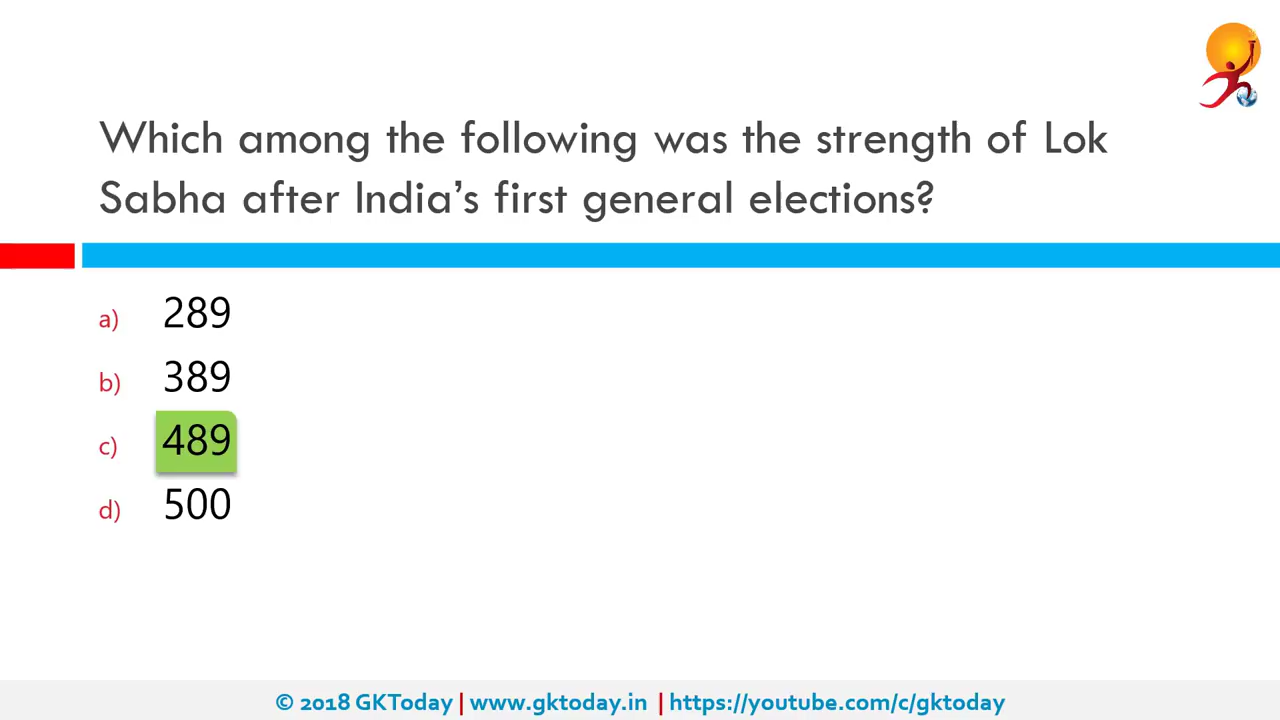 Which among the following was the strength of Lok
Sabha after India’s first general elections?
a) 289
b) 389
c) 489
d) 500
© 2018 GKToday | www.gktoday.in | https://youtube.com/c/gktoday